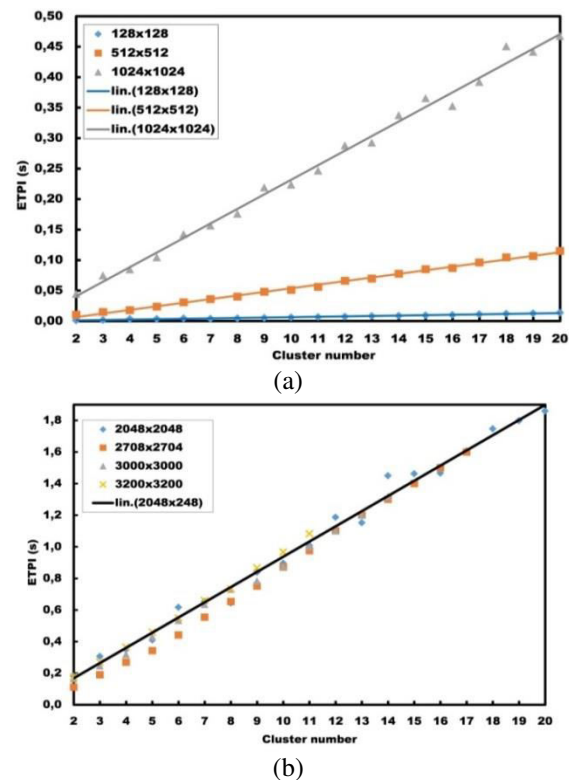 0,50
0,45
0,40
0,35
0,30
0,25
0,20
0,15
0,10
0,05
0,00
ETPI (s)
128x128
512x512
1024x1024
lin.(128x128)
lin.(512x512)
lin.(1024x1024)
2 3 4 5 6 7 8 9 10 11 12 13 14 15 16 17 18 19 20
Cluster number
(a)
1,8
1,6
1,4
1,2
1,0
0,8
0,6
0,4
0,2
0,0
ETPI (s)
2048x2048
2708x2704
3000x3000
3200x3200
lin.(2048x248)
2 3 4 5 6 7 8 9 10 11 12 13 14 15 16 17 18 19 20
Cluster number
(b)